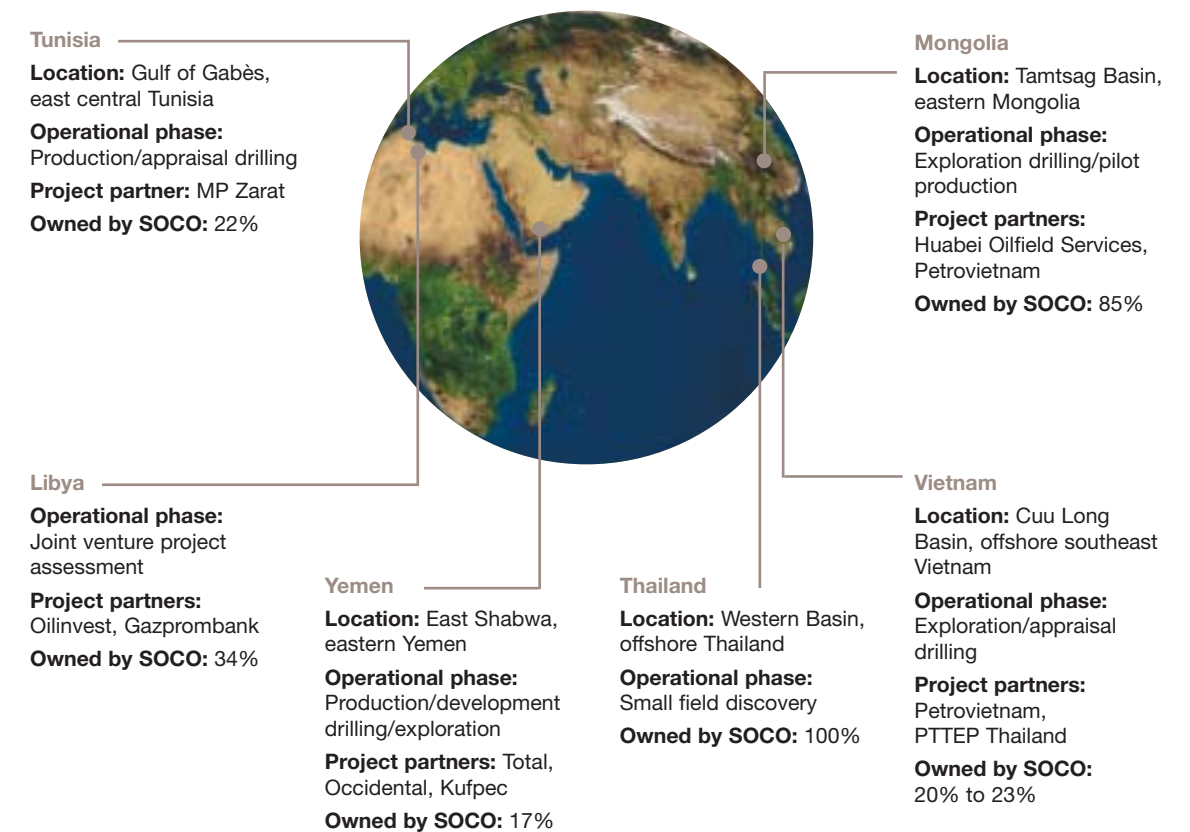 Tunisia
Location: Gulf of Gabès,
east central Tunisia
Operational phase:
Production/appraisal drilling
Project partner: MP Zarat
Owned by SOCO: 22%
Mongolia
Location: Tamtsag Basin,
eastern Mongolia
Operational phase:
Exploration drilling/pilot
production
Project partners:
Huabei Oilfield Services,
Petrovietnam
Owned by SOCO: 85%
Libya
Operational phase:
Joint venture project
assessment
Project partners:
Oilinvest, Gazprombank
Owned by SOCO: 34%
Yemen
Location: East Shabwa,
eastern Yemen
Operational phase:
Production/development
drilling/exploration
Project partners: Total,
Occidental, Kufpec
Owned by SOCO: 17%
Thailand
Location: Western Basin,
offshore Thailand
Operational phase:
Small field discovery
Owned by SOCO: 100%
Vietnam
Location: Cuu Long
Basin, offshore southeast
Vietnam
Operational phase:
Exploration/appraisal
drilling
Project partners:
Petrovietnam,
PTTEP Thailand
Owned by SOCO:
20% to 23%